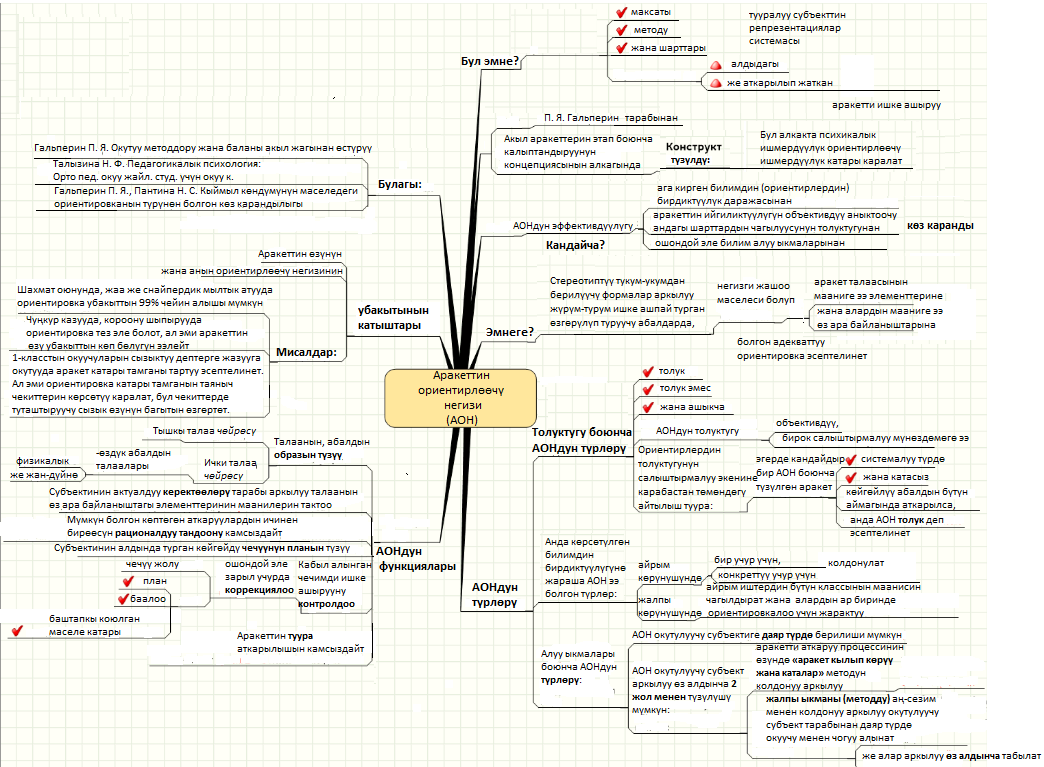 Аракеттин
ориентирлөөчү
негизи
(АОН)
Бул эмне?
максаты
методу
жана шарттары
тууралуу субъекттин
репрезентациялар
системасы
алдыдагы
же аткарылып жаткан
аракетти ишке ашыруу
П. Я. Гальперин тарабынан
Акыл аракеттерин этап боюнча
калыптандыруунун
концепциясынын алкагында
Конструкт
түзүлдү:
Бул алкакта психикалык
ишмердүүлүк ориентирлөөчү
ишмердүүлүк катары каралат
АОНдун эффективдүүлүгү
Кандайча?
ага кирген билимдин (ориентирлердин)
бирдиктүүлүк даражасынан
аракеттин ийгиликтүүлүгүн объективдүү аныктоочу
андагы шарттардын чагылуусунун толуктугунан
ошондой эле билим алуу ыкмаларынан
көз каранды
Эмнеге?
Стереотиптүү тукум-укумдан
берилүүчү формалар аркылуу
жүрүм-турум ишке ашпай турган
өзгөрүлүп туруучу абалдарда,
негизги жашоо
маселеси болуп
аракет талаасынын
мааниге ээ элементтерине
жана алардын мааниге ээ
өз ара байланыштарына
болгон адекваттуу
ориентировка эсептелинет
АОНдун
түрлөрү
Толуктугу боюнча
АОНдун түрлөрү
толук
толук эмес
жана ашыкча
АОНдун толуктугу
объективдүү,
бирок салыштырмалуу мүнөздөмөгө ээ
Ориентирлердин
толуктугунун
салыштырмалуу экенине
карабастан төмөндөгү
айтылыш туура:
эгерде кандайдыр
бир АОН боюнча
түзүлгөн аракет
системалуу түрдө
жана катасыз
көйгөйлүү абалдын бүтүн
аймагында аткарылса,
анда АОН толук деп
эсептелинет
Анда көрсөтүлгөн
билимдин
бирдиктүүлүгүнө
жараша АОН ээ
болгон түрлөр:
айрым
көрүнүшүндө
бир учур үчүн,
конкреттүү учур үчүн
колдонулат
жалпы
көрүнүшүндө
айрым иштердин бүтүн классынын маанисин
чагылдырат жана алардын ар биринде
ориентировкалоо үчүн жарактуу
Алуу ыкмалары
боюнча АОНдун
түрлөрү:
АОН окутулуучу субъектиге даяр түрдө берилиши мүмкүн
АОН окутулуучу субъект
аркылуу өз алдынча 2
жол менен түзүлүшү
мүмкүн:
аракетти аткаруу процессинин
өзүндө «аракет кылып көрүү
жана каталар» методун
колдонуу аркылуу
жалпы ыкманы (методду) аң-сезим
менен колдонуу аркылуу окутулуучу
субъект тарабынан даяр түрдө
окуучу менен чогуу алынат
же алар аркылуу өз алдынча табылат
Булагы:
Гальперин П. Я. Окутуу методдору жана баланы акыл жагынан өстүрүү
Талызина Н. Ф. Педагогикалык психология:
Орто пед. окуу жайл. студ. үчүн окуу к.
Гальперин П. Я., Пантина Н. С. Кыймыл көндүмүнүн маселедеги
ориентировканын түрүнөн болгон көз карандылыгы
убакытынын
катыштары
Аракеттин өзүнүн
жана анын ориентирлөөчү негизинин
Мисалдар:
Шахмат оюнунда, жаа же снайпердик мылтык атууда
ориентировка убакыттын 99% чейин алышы мүмкүн
Чуңкур казууда, короону шыпырууда
ориентировка тез эле болот, ал эми аракеттин
өзү убакыттын көп бөлүгүн ээлейт
1-класстын окуучуларын сызыктуу дептерге жазууга
окутууда аракет катары тамганы тартуу эсептелинет.
Ал эми ориентировка катары тамганын таяныч
чекиттерин көрсөтүү каралат, бул чекиттерде
туташтыруучу сызык өзүнүн багытын өзгөртөт.
АОНдун
функциялары
Талаанын, абалдын
образын түзүү
Тышкы талаа чөйрөсү
Ички талаа
чөйрөсү
-өздүк абалдын
талаалары
физикалык
же жан-дүйнө
Субъектинин актуалдуу керектөөлөрү тарабы аркылуу талаанын
өз ара байланыштагы элементтеринин маанилерин тактоо
Мүмкүн болгон көптөгөн аткаруулардын ичинен
бирөөсүн рационалдуу тандоону камсыздайт
Субъектинин алдында турган көйгөйдү чечүүнүн планын түзүү
Кабыл алынган
чечимди ишке
ашырууну
контролдоо
ошондой эле
зарыл учурда
коррекциялоо
чечүү жолу
план
баалоо
баштапкы коюлган
маселе катары
Аракеттин туура
аткарылышын камсыздайт